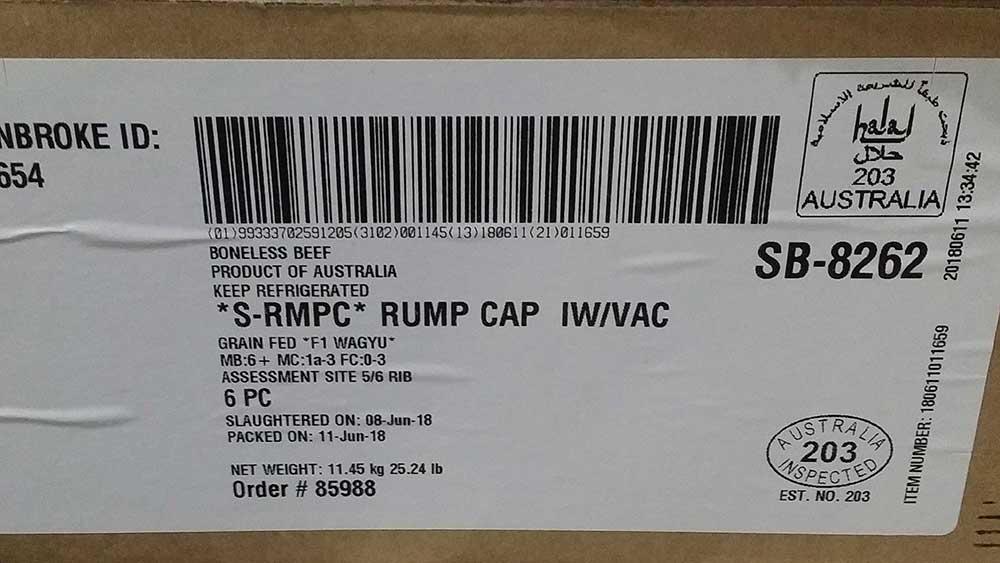 NBROKE ID:
654
(01)99333702591205(3102)001145(13)180611(21)011659
BONELESS BEEF
PRODUCT OF AUSTRALIA
KEEP REFRIGERATED
*S-RMPC* RUMP CAP IW/VAC
GRAIN FED *F1 WAGYU*
MB:6+ MC:1a-3 FC:0-3
ASSESSMENT SITE 5/6 RIB
6 PC
SLAUGHTERED ON: 08-Jun-18
PACKED ON: 11-Jun-18
NET WEIGHT: 11.45 kg 25.24 lb
Order # 85988
halal
حلال
203
AUSTRALIA
SB-8262
20180611 13:34:42
ITEM NUMBER: 180611011659
AUSTRALIA
203
INSPECTED
EST. NO. 203